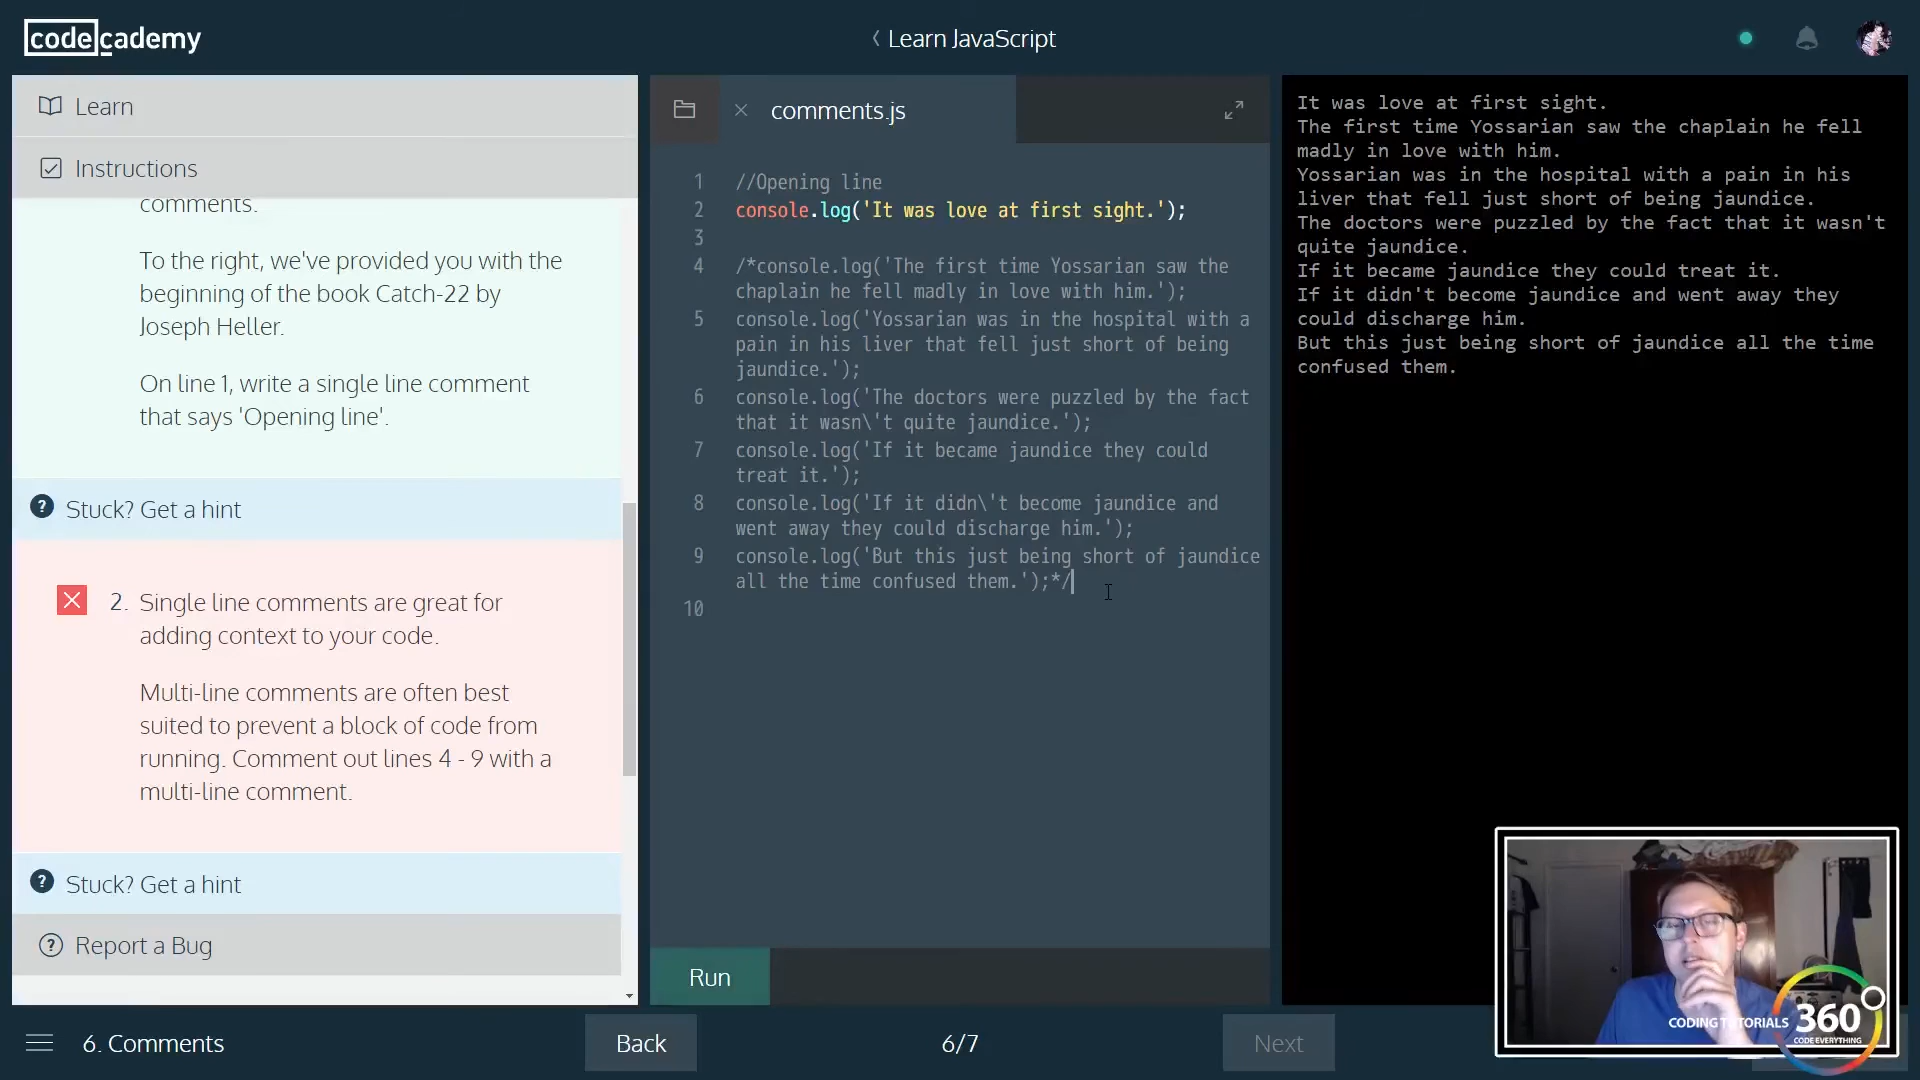 codecademy
Learn JavaScript
Learn
Instructions
comments.
To the right, we've provided you with the
beginning of the book Catch-22 by
Joseph Heller.
On line 1, write a single line comment
that says 'Opening line'.
Stuck? Get a hint
2. Single line comments are great for
adding context to your code.
Multi-line comments are often best
suited to prevent a block of code from
running. Comment out lines 4 - 9 with a
multi-line comment.
Stuck? Get a hint
Report a Bug
comments.js
1 //Opening line
2 console.log('It was love at first sight.');
3
4 /*console.log('The first time Yossarian saw the
chaplain he fell madly in love with him.');
5 console.log('Yossarian was in the hospital with a
pain in his liver that fell just short of being
jaundice.');
6 console.log('The doctors were puzzled by the fact
that it wasn\'t quite jaundice.');
7 console.log('If it became jaundice they could
treat it.');
8 console.log('If it didn\'t become jaundice and
went away they could discharge him.');
9 console.log('But this just being short of jaundice
all the time confused them.');*/
10
Run
It was love at first sight.
The first time Yossarian saw the chaplain he fell
madly in love with him.
Yossarian was in the hospital with a pain in his
liver that fell just short of being jaundice.
The doctors were puzzled by the fact that it wasn't
quite jaundice.
If it became jaundice they could treat it.
If it didn't become jaundice and went away they
could discharge him.
But this just being short of jaundice all the time
confused them.
CODING TUTORIALS 360
CODE EVERYTHING
6. Comments
Back
6/7
Next